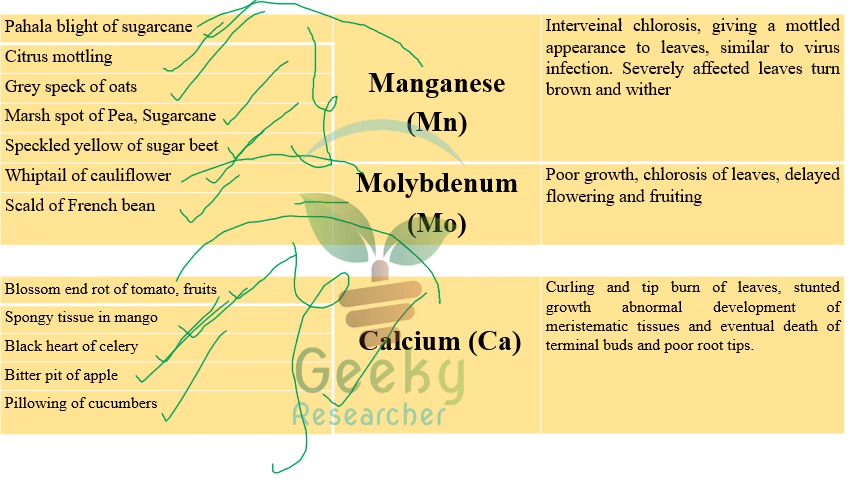 Pahala blight of sugarcane
Citrus mottling
Grey speck of oats
Marsh spot of Pea, Sugarcane
Speckled yellow of sugar beet
Manganese
(Mn)
Interveinal chlorosis, giving a mottled
appearance to leaves, similar to virus
infection. Severely affected leaves turn
brown and wither
Whiptail of cauliflower
Scald of French bean
Molybdenum
(Mo)
Poor growth, chlorosis of leaves, delayed
flowering and fruiting
Blossom end rot of tomato, fruits
Spongy tissue in mango
Black heart of celery
Bitter pit of apple
Pillowing of cucumbers
Calcium (Ca)
Curling and tip burn of leaves, stunted
growth abnormal development of
meristematic tissues and eventual death of
terminal buds and poor root tips.
Geeky
Researcher